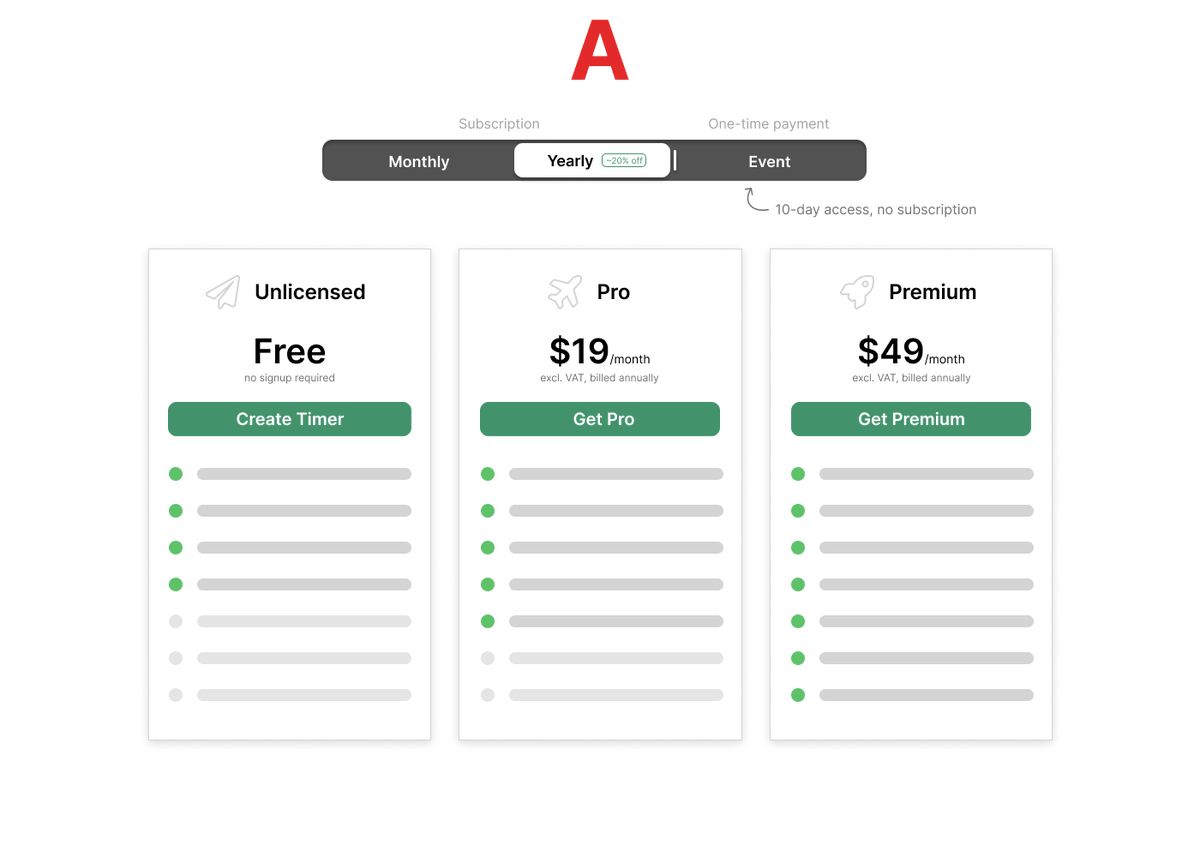 A
Subscription
One-time payment
Monthly
Yearly ~20% off
Event
10-day access, no subscription
Unlicensed
Free
no signup required
Create Timer
Pro
$19/month
excl. VAT, billed annually
Get Pro
Premium
$49/month
excl. VAT, billed annually
Get Premium